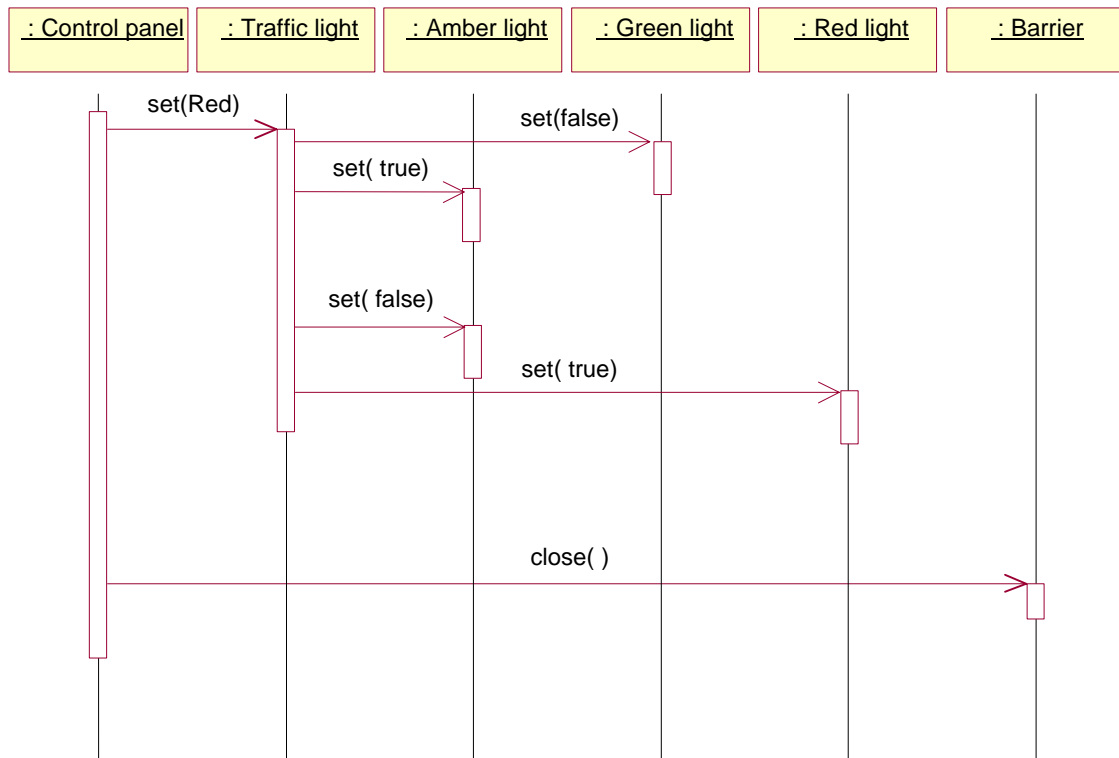 : Control panel
: Traffic light
: Amber light
: Green light
: Red light
: Barrier
set(Red)
set(false)
set( true)
set( false)
set( true)
close( )